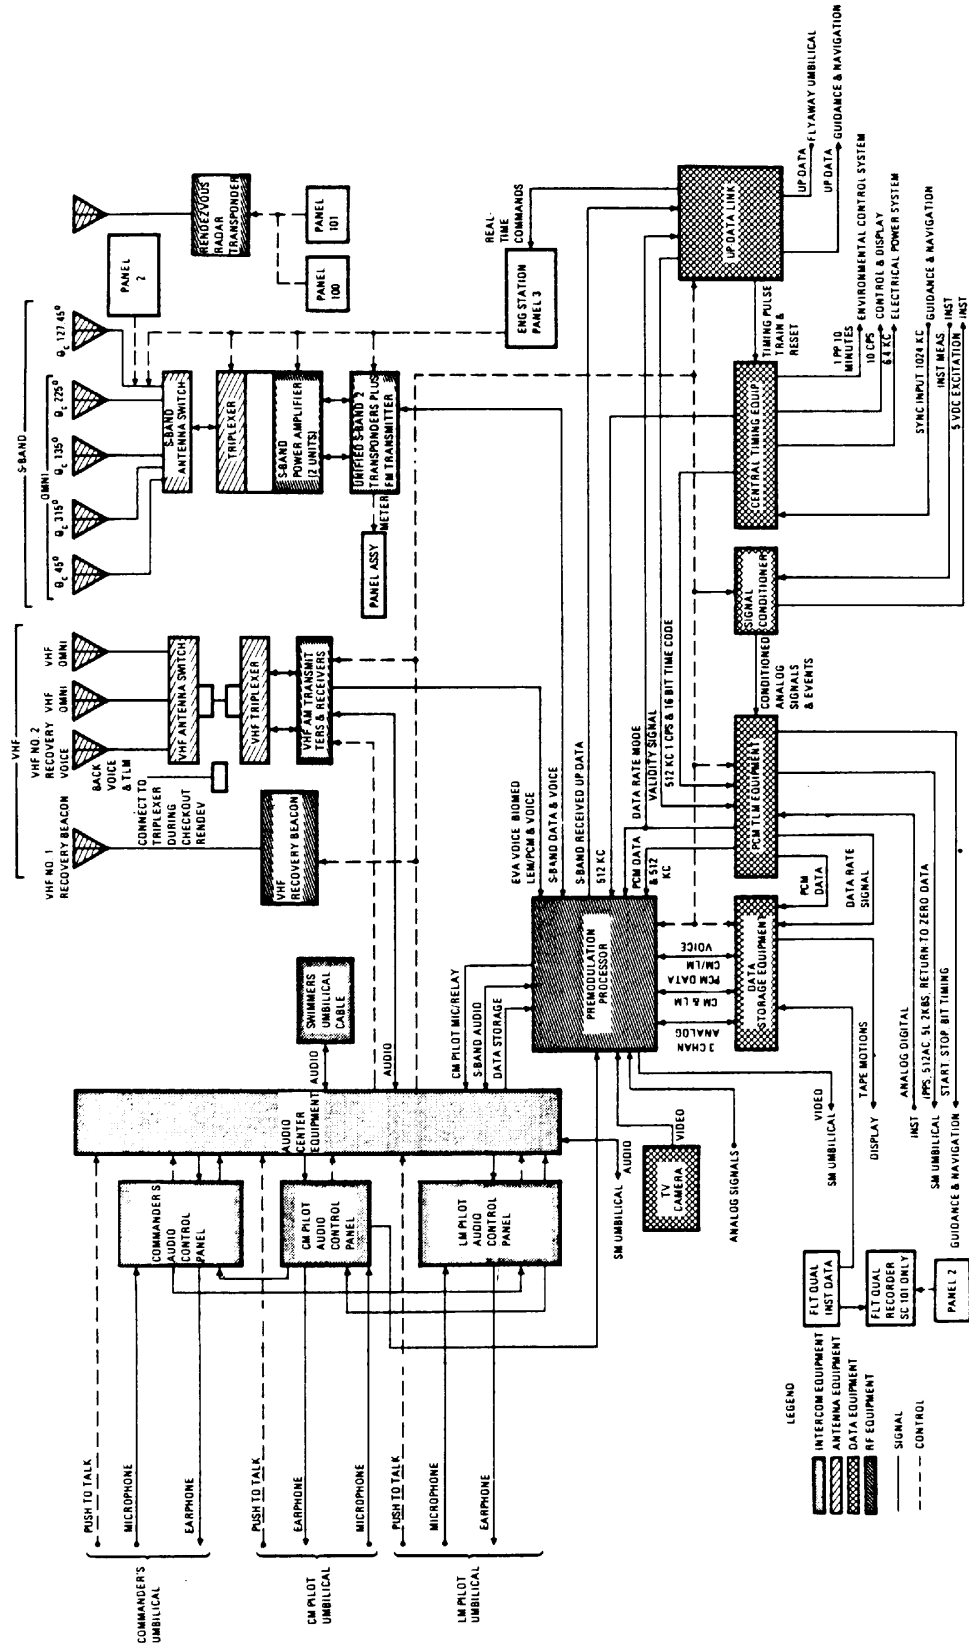 COMMANDER'S
UMBILICAL
PUSH TO TALK
MICROPHONE
EARPHONE
CM PILOT
UMBILICAL
PUSH TO TALK
EARPHONE
MICROPHONE
LM PILOT
UMBILICAL
PUSH TO TALK
MICROPHONE
EARPHONE
COMMANDERS
AUDIO
CONTROL
PANEL
CM PILOT
AUDIO
CONTROL
PANEL
LM PILOT
AUDIO
CONTROL
PANEL
AUDIO
CENTER
EQUIPMENT
AUDIO
SWIMMERS
UMBILICAL
CABLE
AUDIO
CM PILOT MIC/RELAY
S-BAND AUDIO
DATA STORAGE
SM UMBILICAL
AUDIO
TV
CAMERA
VIDEO
ANALOG SIGNALS
SM UMBILICAL
VIDEO
VHF
VHF NO. 1
RECOVERY BEACON
VHF NO. 2
RECOVERY
VOICE
VHF
OMNI
VHF
OMNI
BACK
VOICE
& TLM
CONNECT TO
TRIPLEXER
DURING
CHECKOUT
RENDEV
VHF
RECOVERY BEACON
VHF ANTENNA SWITCH
VHF TRIPLEXER
VHF AM TRANSMIT
TERS & RECEIVERS
S-BAND
OMNI
θc 45°
θc 315°
θc 135°
θc 225°
θc 127 45°
S-BAND
ANTENNA SWITCH
TRIPLEXER
S-BAND
POWER AMPLIFIER
(2 UNITS)
UNIFIED S-BAND 2
TRANSPONDERS PLUS
FM TRANSMITTER
METER
PANEL ASSY
PANEL
2
RENDEZVOUS
RADAR
TRANSPONDER
PANEL
100
PANEL
101
REAL-
TIME
COMMANDS
ENG STATION
PANEL 3
EVA VOICE BIOMED
LEM/PCM & VOICE
S-BAND DATA & VOICE
S-BAND RECEIVED UP DATA
512 KC
PCM DATA
& 512
KC
DATA RATE MODE
VALIDITY SIGNAL
512 KC 1 CPS & 16 BIT TIME CODE
PREMODULATION
PROCESSOR
3 CHAN
ANALOG
CM & LM
PCM DATA
CM/LM
VOICE
DATA
STORAGE EQUIPMENT
PCM
DATA
DATA RATE
SIGNAL
PCM TLM EQUIPMENT
CONDITIONED
ANALOG
SIGNALS
& EVENTS
SIGNAL
CONDITIONER
CENTRAL TIMING EQUIP
TIMING PULSE
TRAIN &
RESET
UP DATA LINK
UP DATA
FLYAWAY UMBILICAL
UP DATA
GUIDANCE & NAVIGATION
1 PP 10
MINUTES
ENVIRONMENTAL CONTROL SYSTEM
10 CPS
CONTROL & DISPLAY
6.4 KC
ELECTRICAL POWER SYSTEM
SYNC INPUT 1024 KC
GUIDANCE & NAVIGATION
INST MEAS
INST
5 VDC EXCITATION
INST
TAPE MOTIONS
DISPLAY
ANALOG DIGITAL
INST
SM UMBILICAL
START, STOP BIT TIMING
GUIDANCE & NAVIGATION
FLT QUAL
INST DATA
FLT QUAL
RECORDER
SC 101 ONLY
PANEL 2
LEGEND
INTERCOM EQUIPMENT
ANTENNA EQUIPMENT
DATA EQUIPMENT
RF EQUIPMENT
SIGNAL
CONTROL